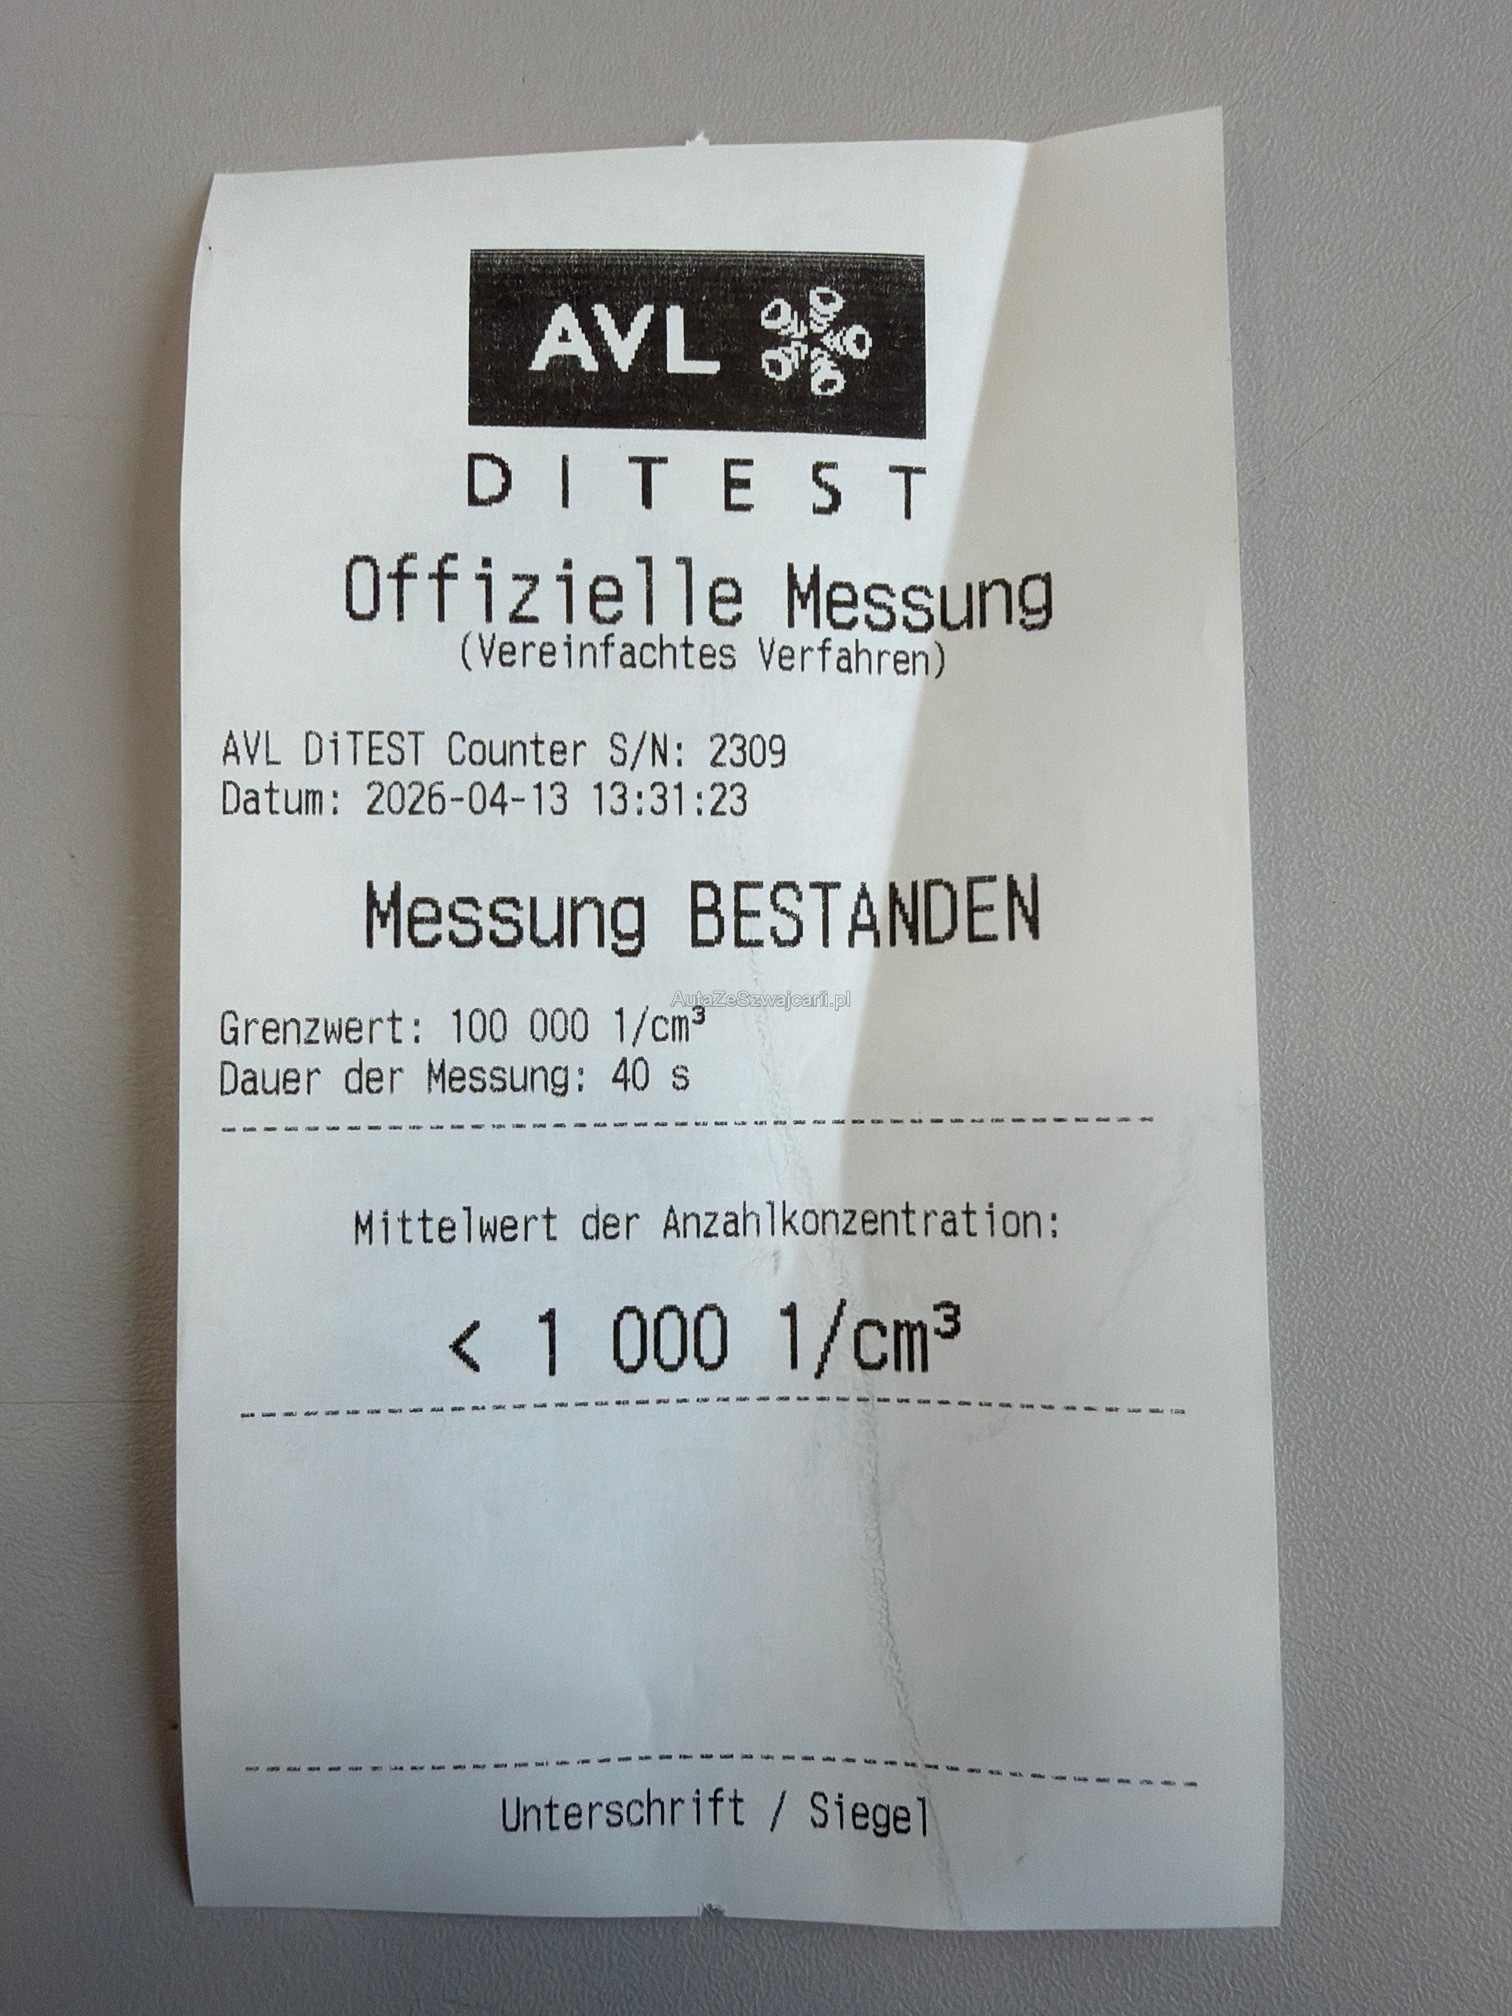 AVL
DITEST
Offizielle Messung
(Vereinfachtes Verfahren)
AVL DiTEST Counter S/N: 2309
Datum: 2026-04-13 13:31:23
Messung BESTANDEN
AutaZeSzwajcarii.pl
Grenzwert: 100 000 1/cm³
Dauer der Messung: 40 s
Mittelwert der Anzahlkonzentration:
< 1 000 1/cm³
Unterschrift / Siegel